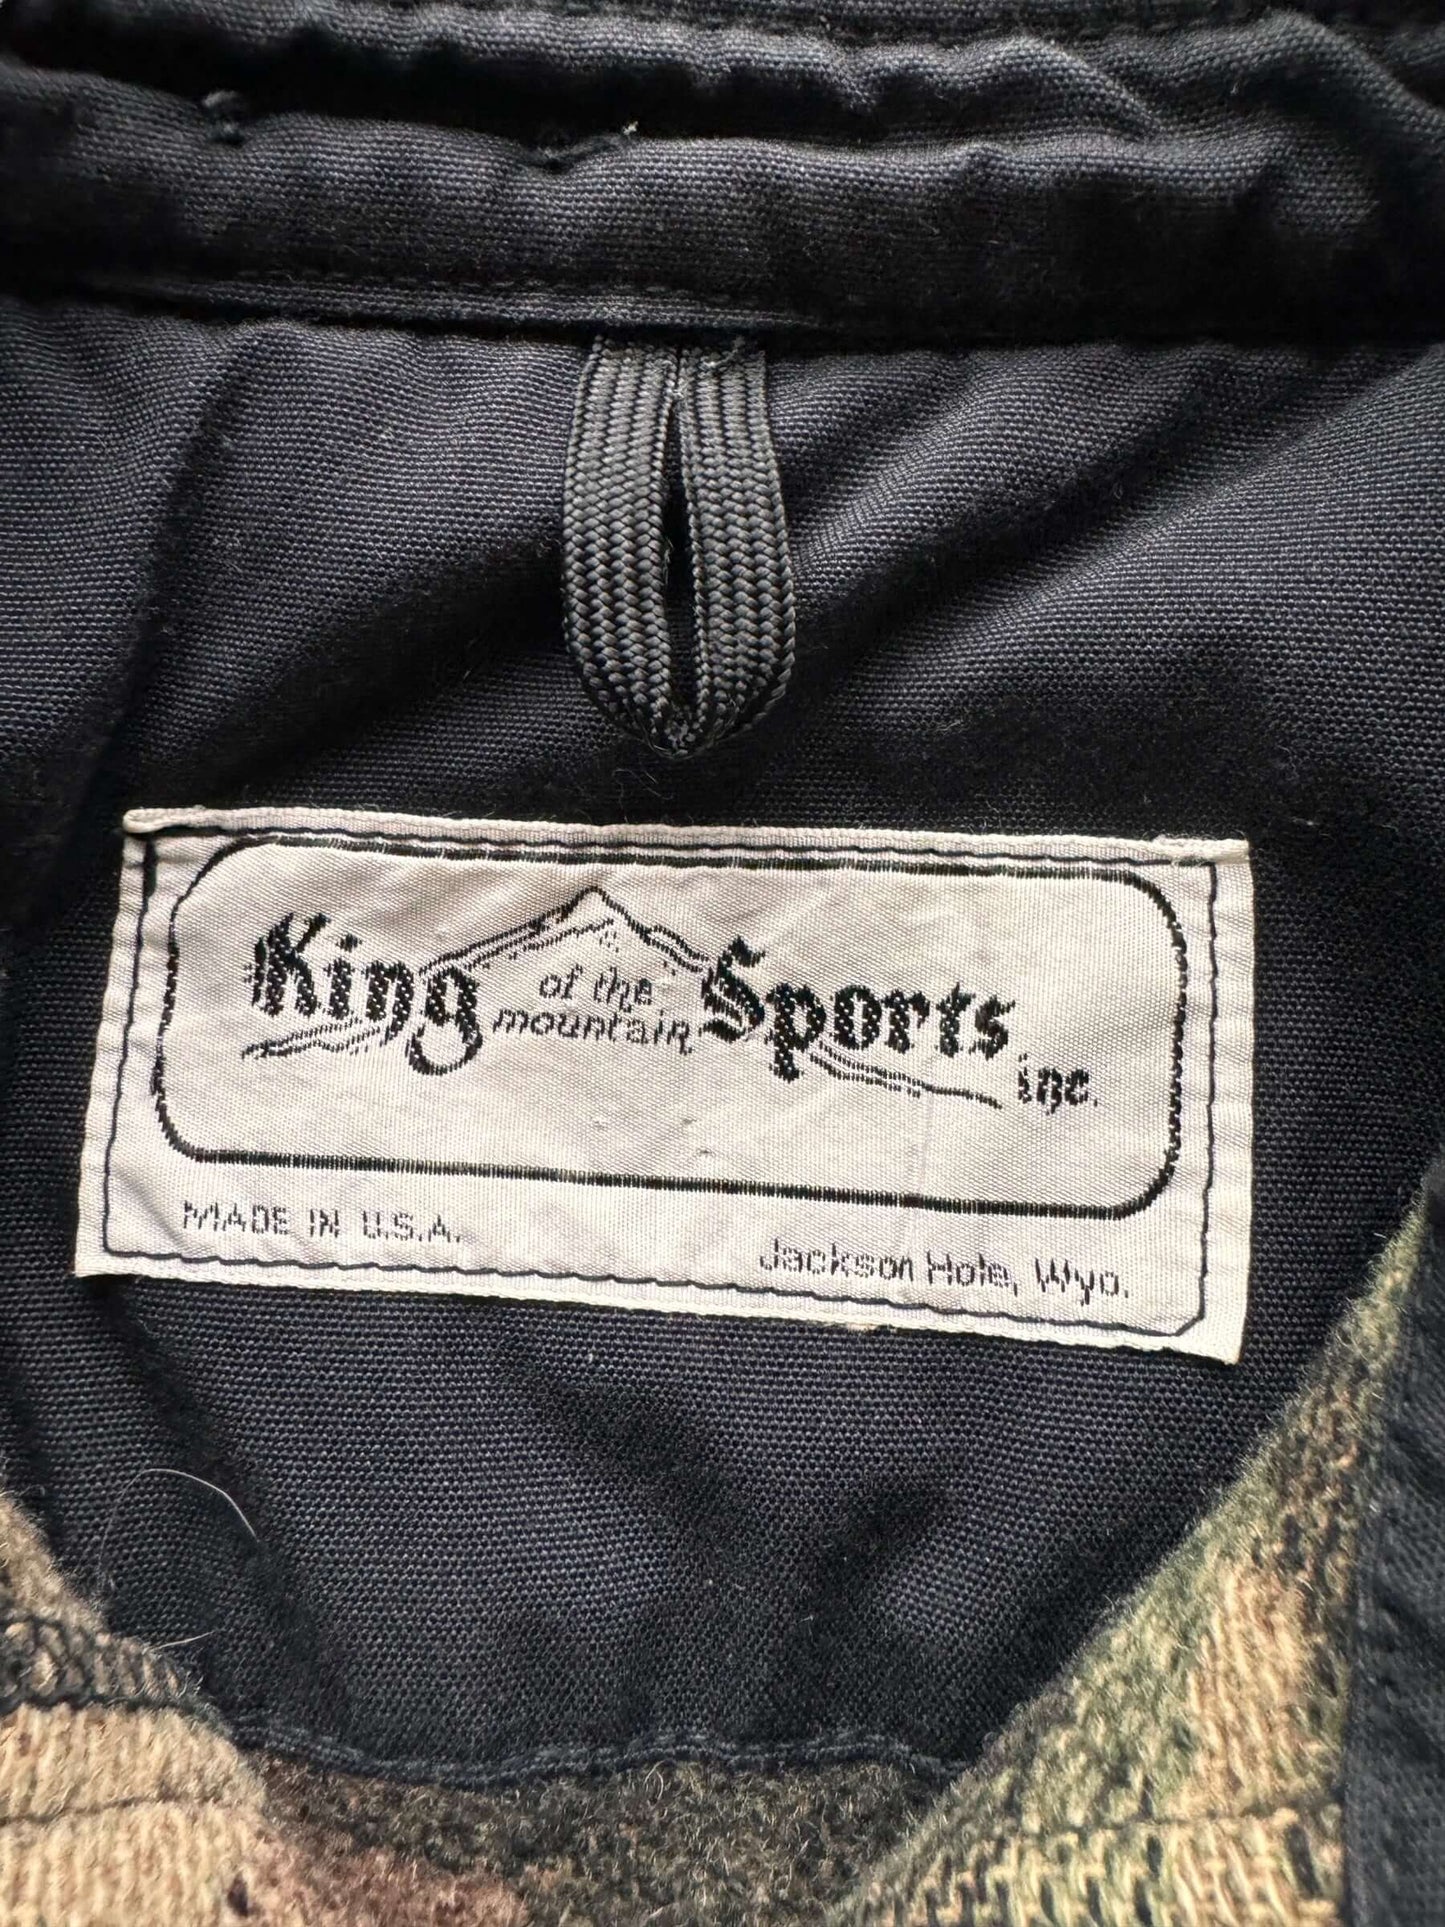 King of the mountain Sports inc.
MADE IN U.S.A.
Jackson Hole, Wyo.